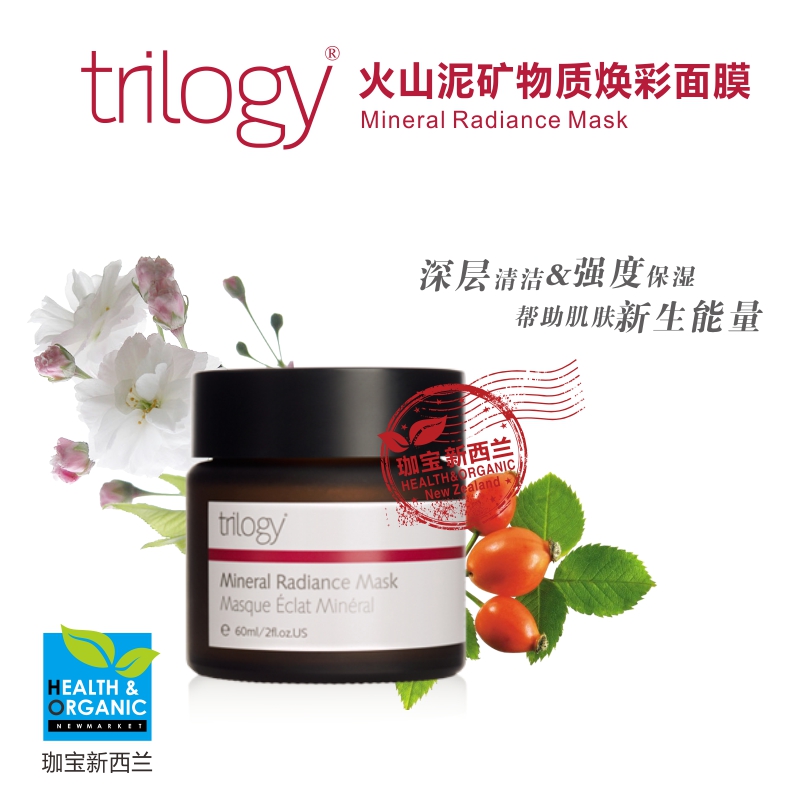 trilogy®
火山泥矿物质焕彩面膜
Mineral Radiance Mask
深层清洁&强度保湿
帮助肌肤新生能量
珈宝新西兰
HEALTH&ORGANIC
New Zealand
trilogy®
Mineral Radiance Mask
Masque Éclat Minéral
e 60ml/2fl.oz.US
HEALTH &
ORGANIC
NEWMARKET
珈宝新西兰